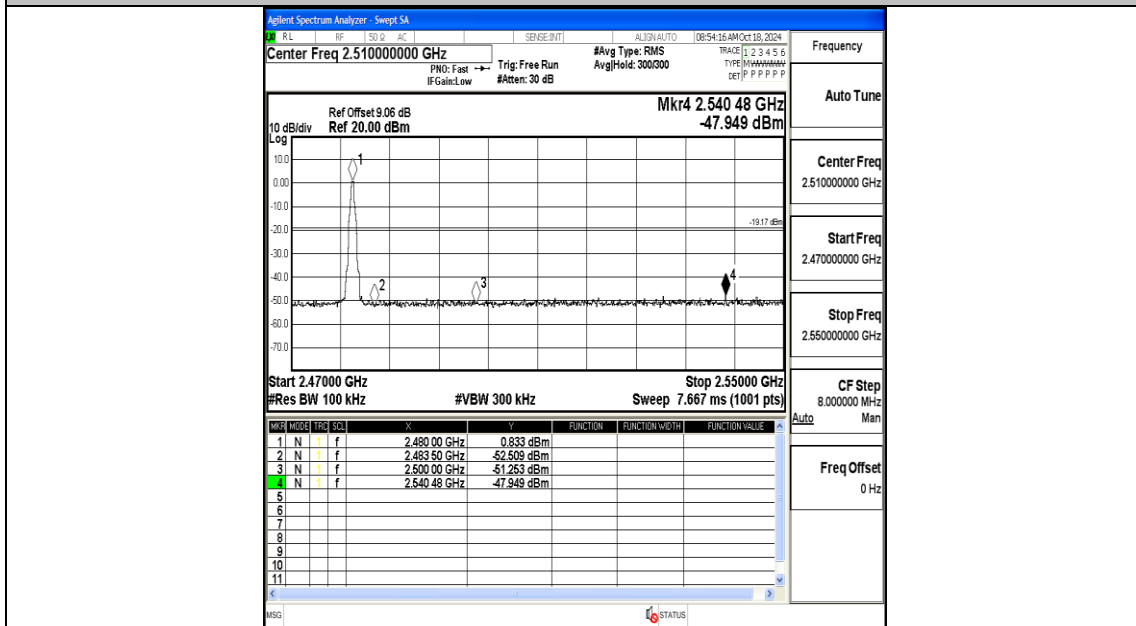 Agilent Spectrum Analyzer - Swept SA
RL RF 50 Ω AC SENSE:INT ALIGN AUTO 08:54:16 AM Oct 18, 2024
Center Freq 2.510000000 GHz
PNO: Fast
IFGain:Low
Trig: Free Run
#Atten: 30 dB
#Avg Type: RMS
Avg|Hold: 300/300
TRACE 1 2 3 4 5 6
TYPE
DET P P P P P P
Frequency
Auto Tune
Center Freq
2.510000000 GHz
Start Freq
2.470000000 GHz
Stop Freq
2.550000000 GHz
CF Step
8.000000 MHz
Auto Man
Freq Offset
0 Hz
Mkr4 2.540 48 GHz
-47.949 dBm
Ref Offset 9.06 dB
10 dB/div Ref 20.00 dBm
Log
10.0
0.00
-10.0
-20.0
-30.0
-40.0
-50.0
-60.0
-70.0
1
2
3
4
-19.17 dBm
Start 2.47000 GHz Stop 2.55000 GHz
#Res BW 100 kHz #VBW 300 kHz Sweep 7.667 ms (1001 pts)
MKR MODE TRC SCL X Y FUNCTION FUNCTION WIDTH FUNCTION VALUE
1 N 1 f 2.480 00 GHz 0.833 dBm
2 N 1 f 2.483 50 GHz -52.509 dBm
3 N 1 f 2.500 00 GHz -51.253 dBm
4 N 1 f 2.540 48 GHz -47.949 dBm
5
6
7
8
9
10
11
MSG STATUS